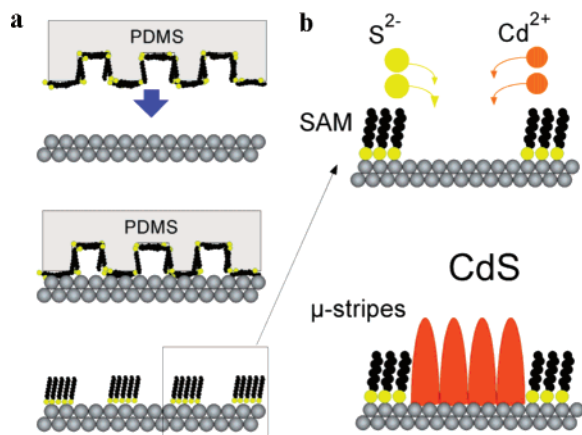 a
PDMS
PDMS
b
S²⁻
Cd²⁺
SAM
CdS
μ-stripes